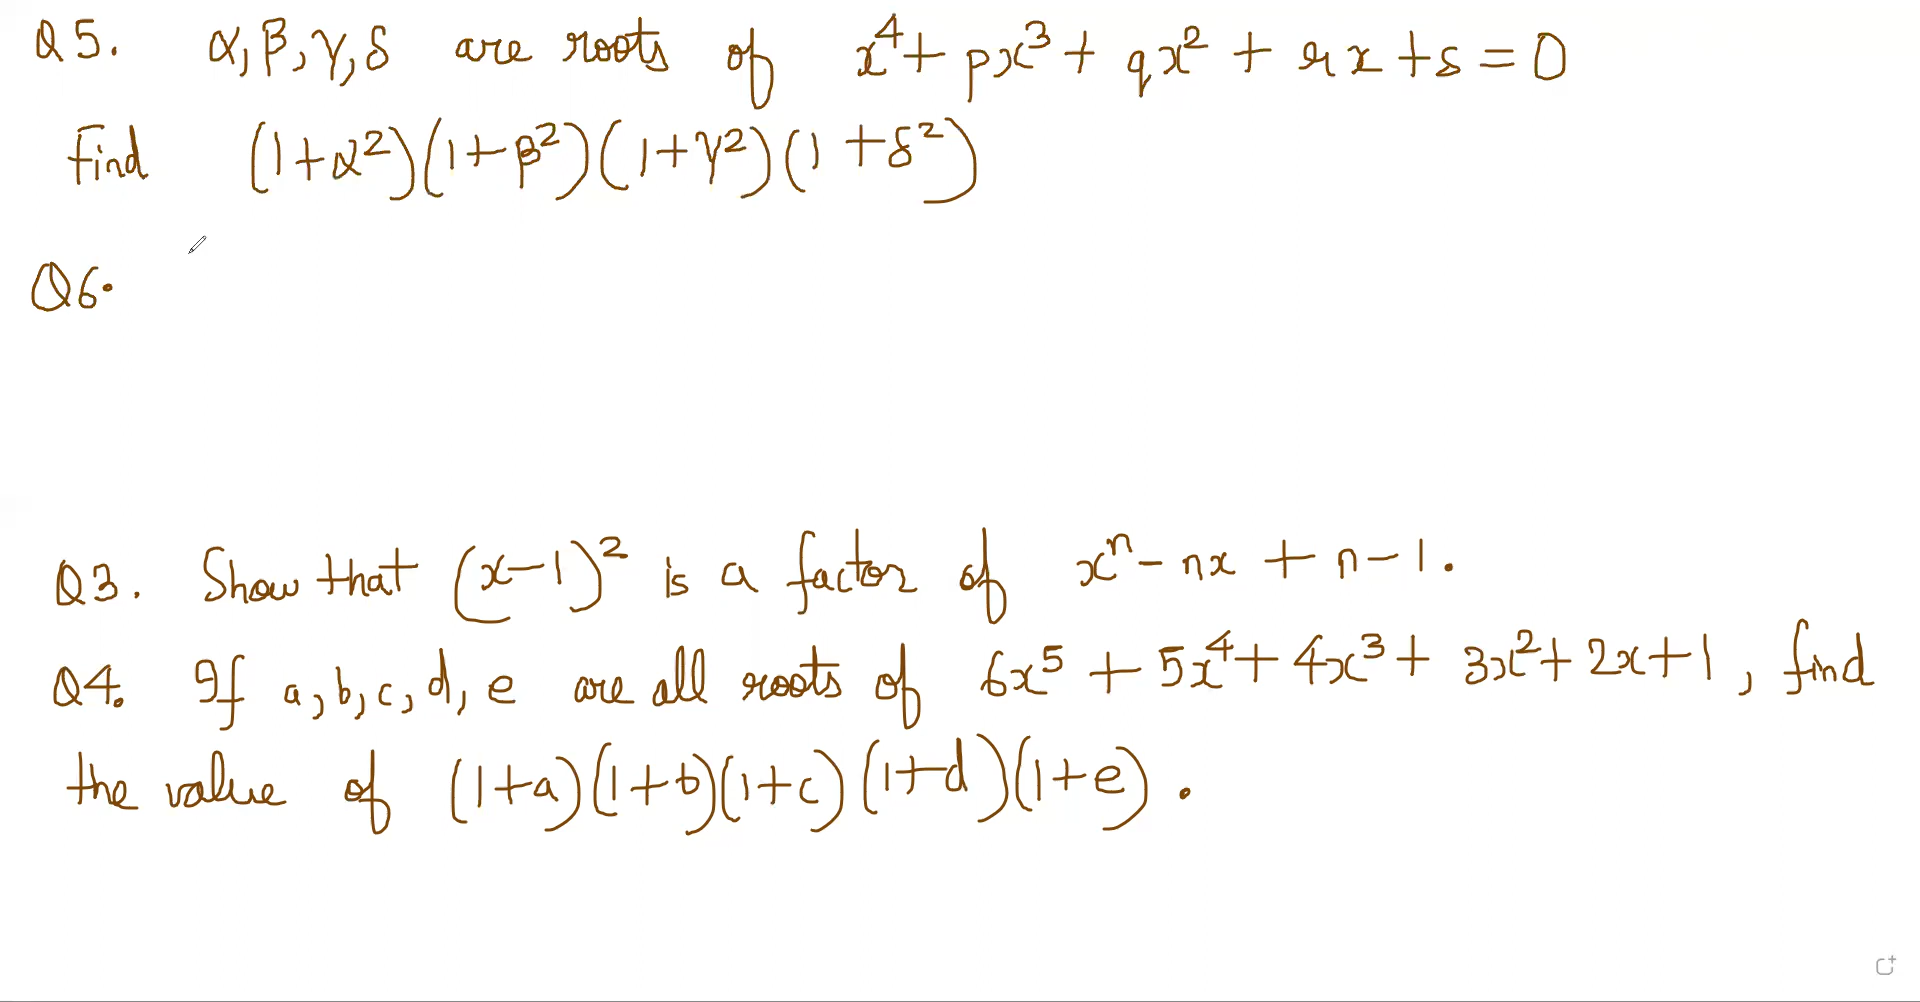 Q5. α, β, γ, δ are roots of x⁴ + px³ + qx² + rx + s = 0
Find (1+α²)(1+β²)(1+γ²)(1+δ²)
Q6.
Q3. Show that (x-1)² is a factor of xⁿ - nx + n - 1.
Q4. If a, b, c, d, e are all roots of 6x⁵ + 5x⁴ + 4x³ + 3x² + 2x + 1, find
the value of (1+a)(1+b)(1+c)(1+d)(1+e).